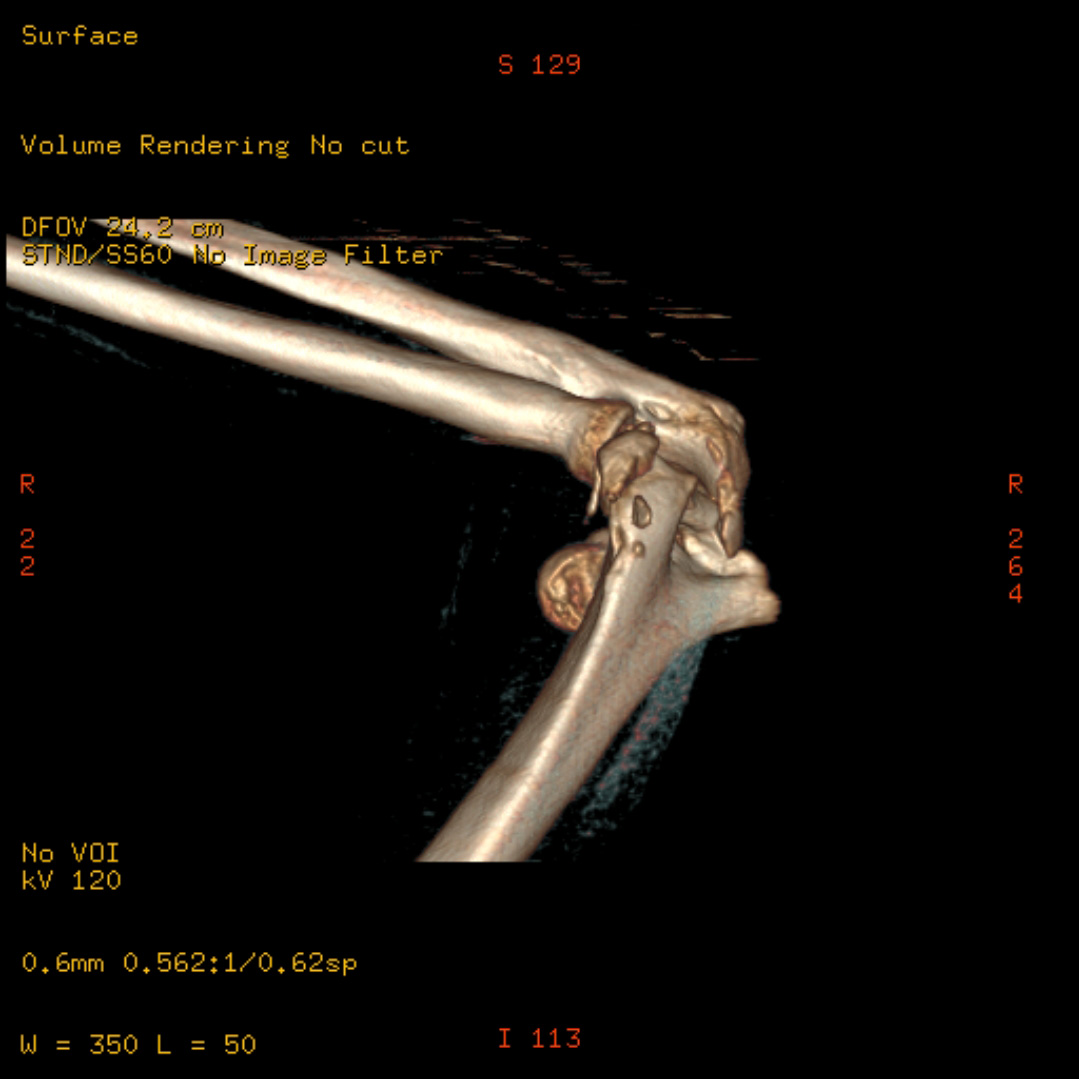 Surface
S 129
Volume Rendering No cut
DFOV 24.2 cm
STND/SS60 No Image Filter
R
2
2
R
2
6
4
No VOI
kV 120
0.6mm 0.562:1/0.62sp
W = 350 L = 50
I 113